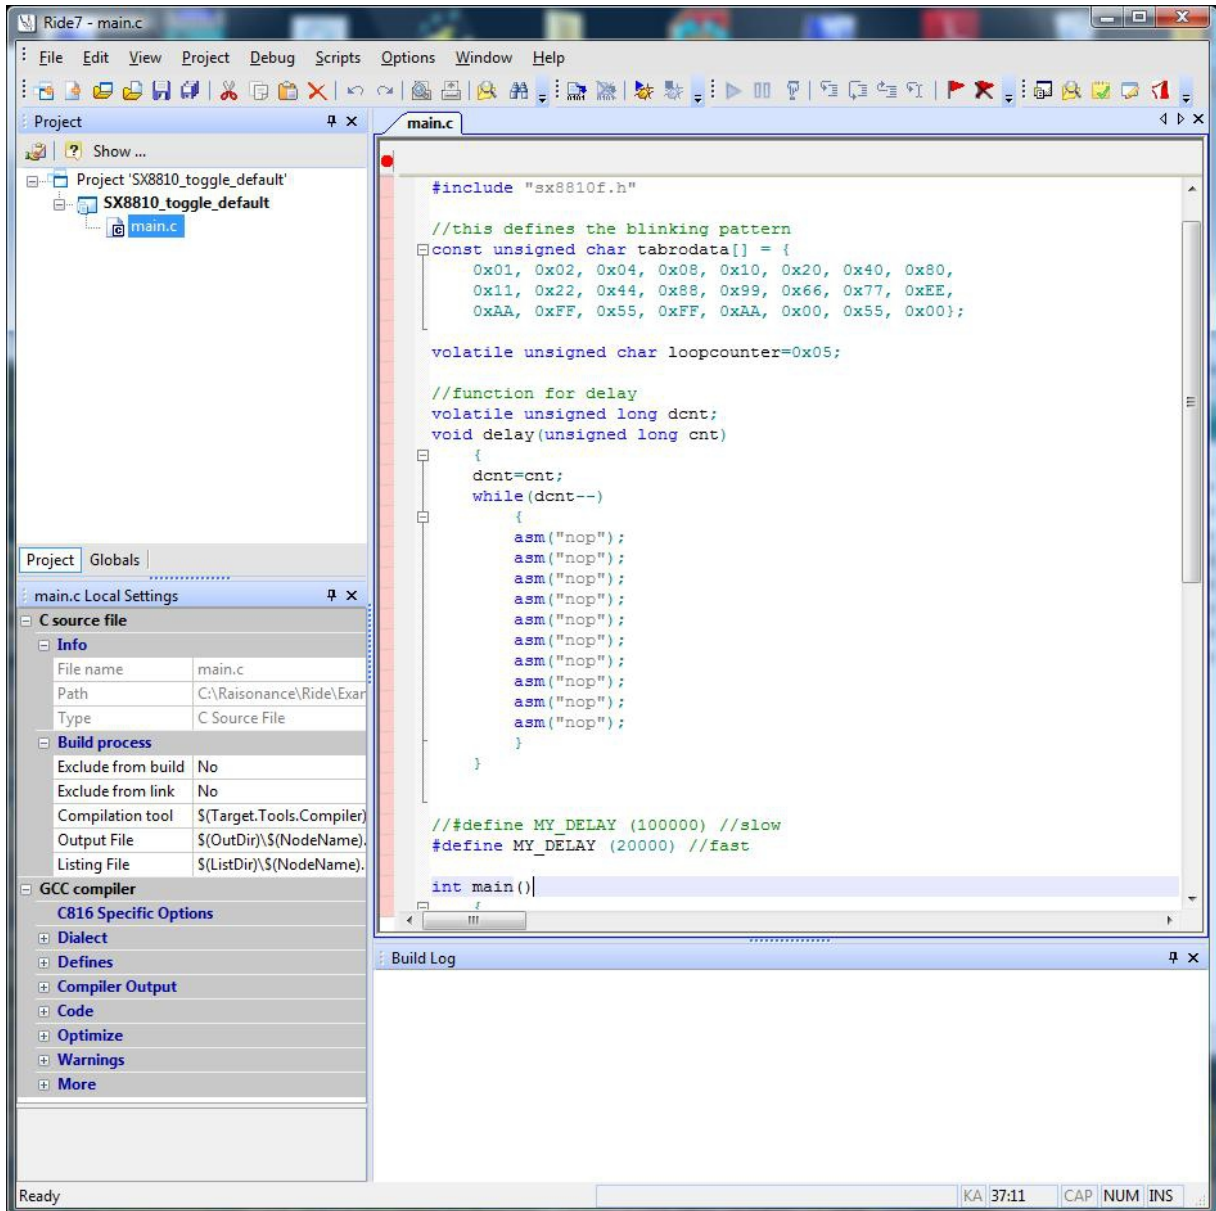 Ride7 - main.c
File Edit View Project Debug Scripts Options Window Help
Project
main.c
Show ...
Project 'SX8810_toggle_default'
SX8810_toggle_default
main.c
#include "sx8810f.h"
//this defines the blinking pattern
const unsigned char tabrodata[] = {
0x01, 0x02, 0x04, 0x08, 0x10, 0x20, 0x40, 0x80,
0x11, 0x22, 0x44, 0x88, 0x99, 0x66, 0x77, 0xEE,
0xAA, 0xFF, 0x55, 0xFF, 0xAA, 0x00, 0x55, 0x00};
volatile unsigned char loopcounter=0x05;
//function for delay
volatile unsigned long dcnt;
void delay(unsigned long cnt)
{
dcnt=cnt;
while(dcnt--)
{
asm("nop");
asm("nop");
asm("nop");
asm("nop");
asm("nop");
asm("nop");
asm("nop");
asm("nop");
asm("nop");
asm("nop");
}
}
//#define MY_DELAY (100000) //slow
#define MY_DELAY (20000) //fast
int main()
{
Project Globals
main.c Local Settings
C source file
Info
File name main.c
Path C:\Raisonance\Ride\Exar
Type C Source File
Build process
Exclude from build No
Exclude from link No
Compilation tool $(Target.Tools.Compiler)
Output File $(OutDir)\$(NodeName).
Listing File $(ListDir)\$(NodeName).
GCC compiler
C816 Specific Options
Dialect
Defines
Compiler Output
Code
Optimize
Warnings
More
Build Log
Ready
KA 37:11 CAP NUM INS